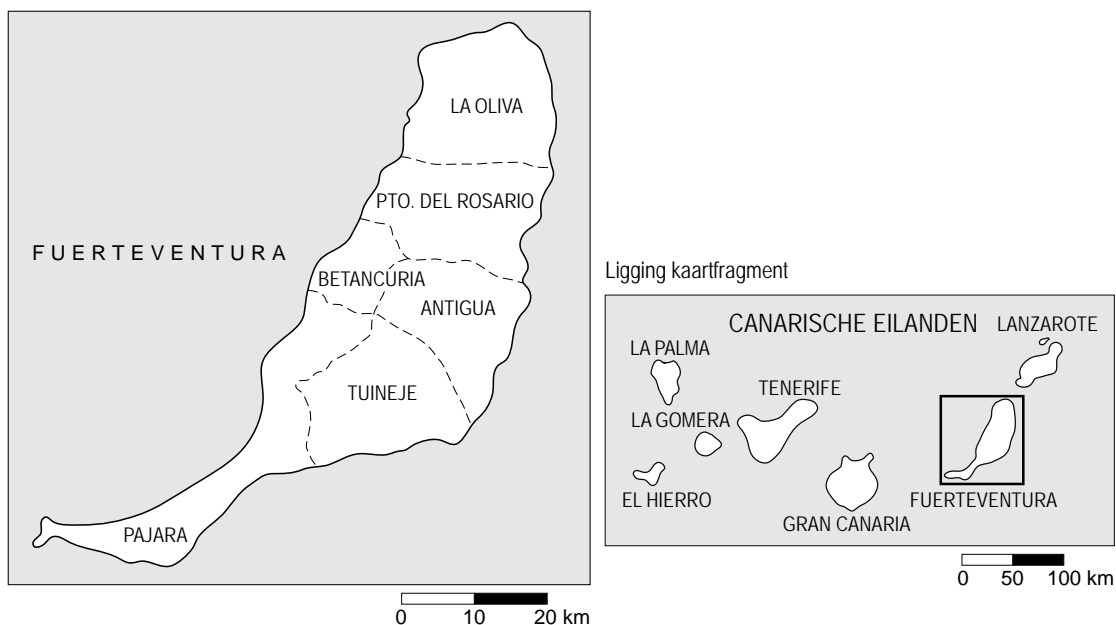 LA OLIVA
PTO. DEL ROSARIO
FUERTEVENTURA
BETANCURIA
ANTIGUA
TUINEJE
PAJARA
0 10 20 km
Ligging kaartfragment
CANARISCHE EILANDEN
LANZAROTE
LA PALMA
TENERIFE
LA GOMERA
EL HIERRO
FUERTEVENTURA
GRAN CANARIA
0 50 100 km